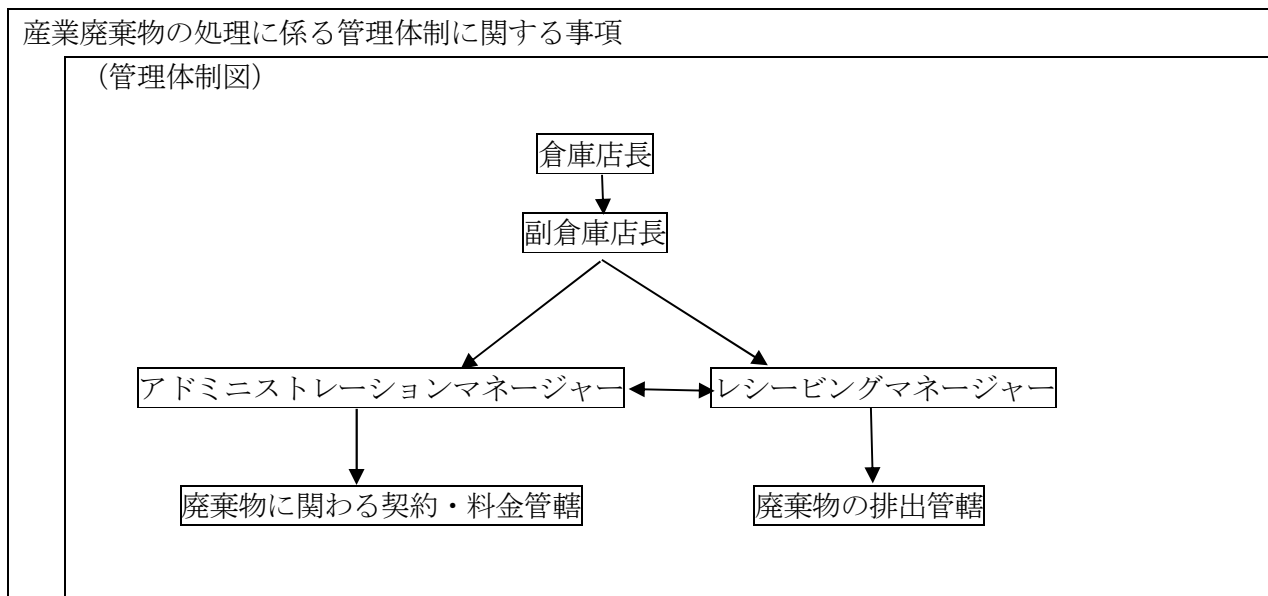 産業廃棄物の処理に係る管理体制に関する事項
（管理体制図）
倉庫店長
副倉庫店長
アドミニストレーションマネージャー
レシービングマネージャー
廃棄物に関わる契約・料金管轄
廃棄物の排出管轄